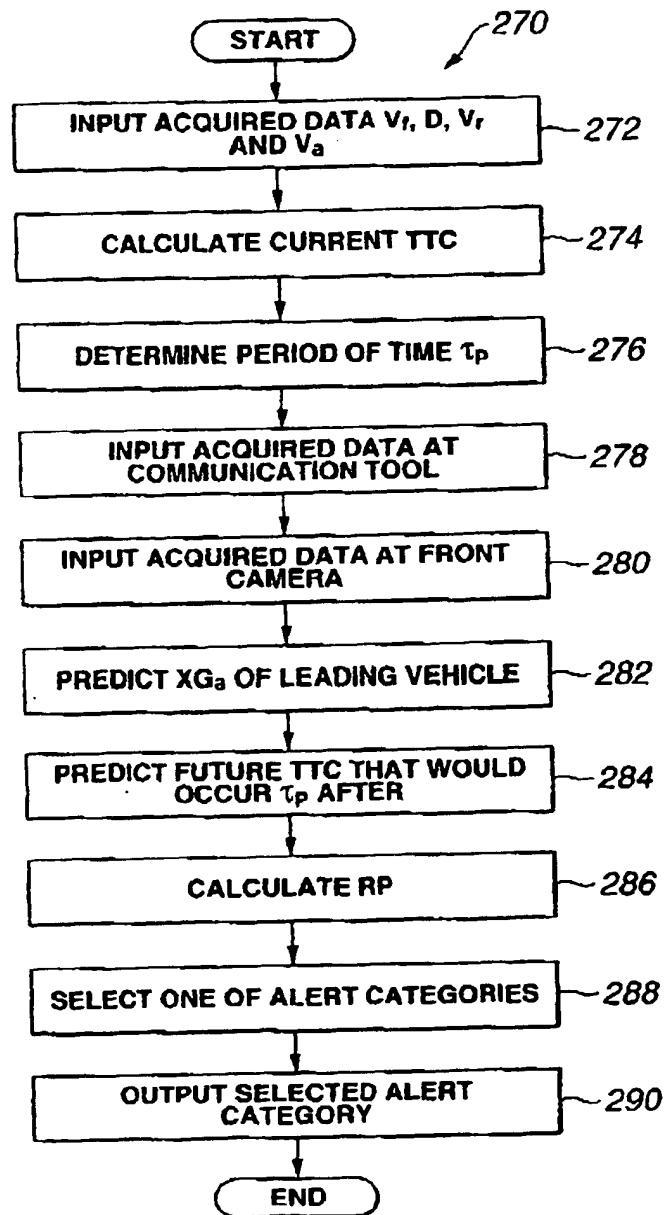 270
START
INPUT ACQUIRED DATA Vf, D, Vr
AND Va
272
CALCULATE CURRENT TTC
274
DETERMINE PERIOD OF TIME τp
276
INPUT ACQUIRED DATA AT
COMMUNICATION TOOL
278
INPUT ACQUIRED DATA AT FRONT
CAMERA
280
PREDICT XGa OF LEADING VEHICLE
282
PREDICT FUTURE TTC THAT WOULD
OCCUR τp AFTER
284
CALCULATE RP
286
SELECT ONE OF ALERT CATEGORIES
288
OUTPUT SELECTED ALERT
CATEGORY
290
END